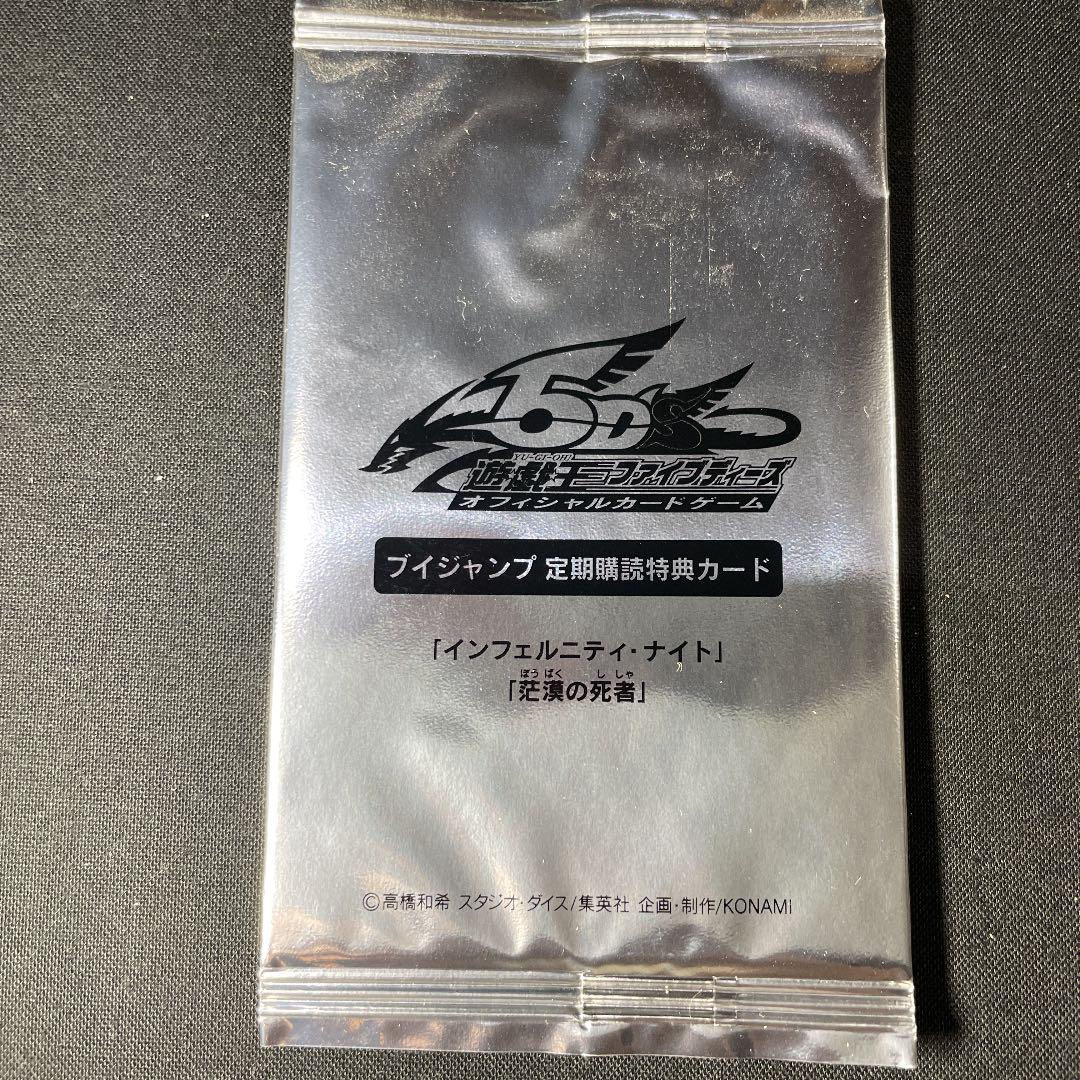 5D's
YU-GI-OH!
遊戯王ファイブディーズ
オフィシャルカードゲーム
ブイジャンプ 定期購読特典カード
「インフェルニティ・ナイト」
ぼう ばく し しゃ
「茫漠の死者」
©高橋和希 スタジオ・ダイス/集英社 企画・制作/KONAMI